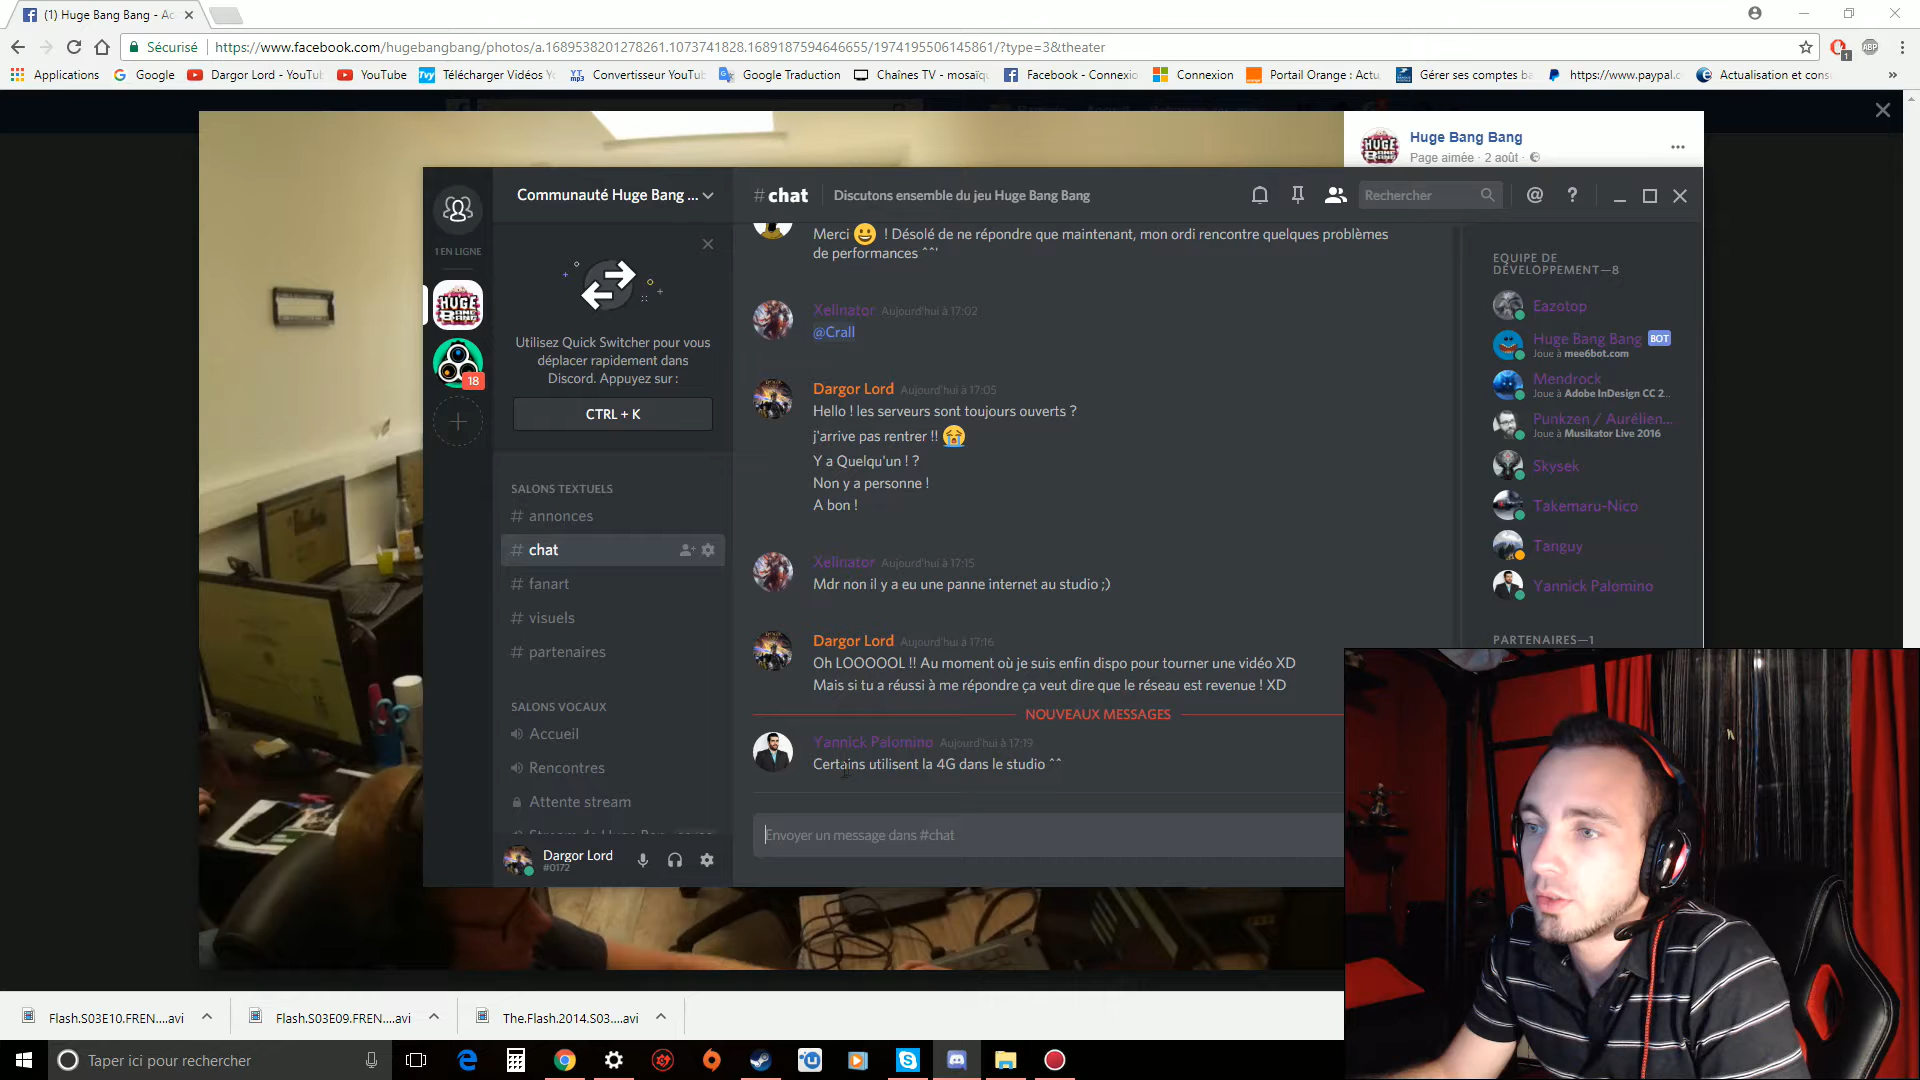 (1) Huge Bang Bang - Ac
Sécurisé
https://www.facebook.com/hugebangbang/photos/a.1689538201278261.1073741828.1689187594646655/1974195506145861/?type=3&theater
Applications
Google
Dargor Lord - YouTu
YouTube
Télécharger Vidéos Y
Convertisseur YouTu
Google Traduction
Chaînes TV - mosaïq
Facebook - Connexio
Connexion
Portail Orange : Actu
Gérer ses comptes ba
https://www.paypal.c
Actualisation et cons
Huge Bang Bang
Page aimée · 2 août ·
Communauté Huge Bang ...
#chat
Discutons ensemble du jeu Huge Bang Bang
Rechercher
1 EN LIGNE
HUGE
BANG
BANG
18
Utilisez Quick Switcher pour vous
déplacer rapidement dans
Discord. Appuyez sur :
CTRL + K
SALONS TEXTUELS
# annonces
# chat
# fanart
# visuels
# partenaires
SALONS VOCAUX
Accueil
Rencontres
Attente stream
Dargor Lord
#0172
Merci 😀 ! Désolé de ne répondre que maintenant, mon ordi rencontre quelques problèmes
de performances ^^'
Xelinator Aujourd'hui à 17:02
@Crall
Dargor Lord Aujourd'hui à 17:05
Hello ! les serveurs sont toujours ouverts ?
j'arrive pas rentrer !! 😭
Y a Quelqu'un ! ?
Non y a personne !
A bon !
Xelinator Aujourd'hui à 17:15
Mdr non il y a eu une panne internet au studio ;)
Dargor Lord Aujourd'hui à 17:16
Oh LOOOOOL !! Au moment où je suis enfin dispo pour tourner une vidéo XD
Mais si tu a réussi à me répondre ça veut dire que le réseau est revenue ! XD
NOUVEAUX MESSAGES
Yannick Palomino Aujourd'hui à 17:19
Certains utilisent la 4G dans le studio ^^
Envoyer un message dans #chat
EQUIPE DE
DÉVELOPPEMENT—8
Eazotop
Huge Bang Bang BOT
Joue à mee6bot.com
Mendrock
Joue à Adobe InDesign CC 2...
Punkzen / Aurélien...
Joue à Musikator Live 2016
Skysek
Takemaru-Nico
Tanguy
Yannick Palomino
PARTENAIRES—1
Flash.S03E10.FREN....avi
Flash.S03E09.FREN....avi
The.Flash.2014.S03....avi
Taper ici pour rechercher